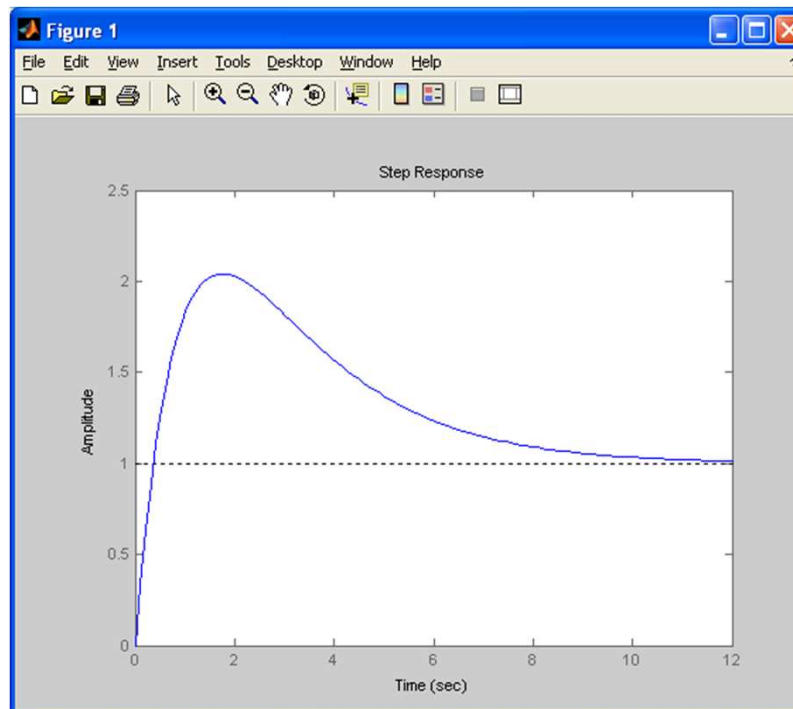 Figure 1
File Edit View Insert Tools Desktop Window Help
Step Response
2.5
2
1.5
1
0.5
0
Amplitude
0 2 4 6 8 10 12
Time (sec)